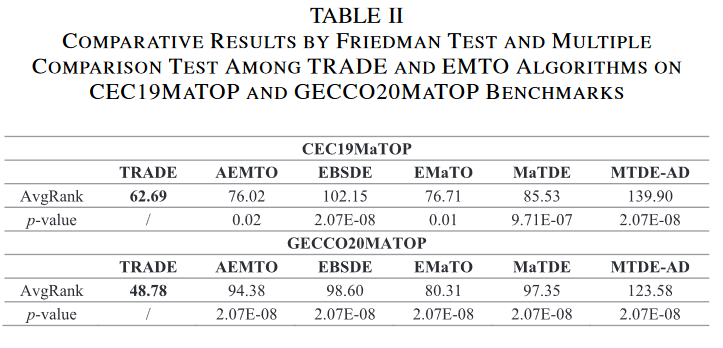 TABLE II
COMPARATIVE RESULTS BY FRIEDMAN TEST AND MULTIPLE
COMPARISON TEST AMONG TRADE AND EMTO ALGORITHMS ON
CEC19MATOP AND GECCO20MATOP BENCHMARKS
CEC19MaTOP
TRADE AEMTO EBSDE EMaTO MaTDE MTDE-AD
AvgRank 62.69 76.02 102.15 76.71 85.53 139.90
p-value / 0.02 2.07E-08 0.01 9.71E-07 2.07E-08
GECCO20MATOP
TRADE AEMTO EBSDE EMaTO MaTDE MTDE-AD
AvgRank 48.78 94.38 98.60 80.31 97.35 123.58
p-value / 2.07E-08 2.07E-08 2.07E-08 2.07E-08 2.07E-08